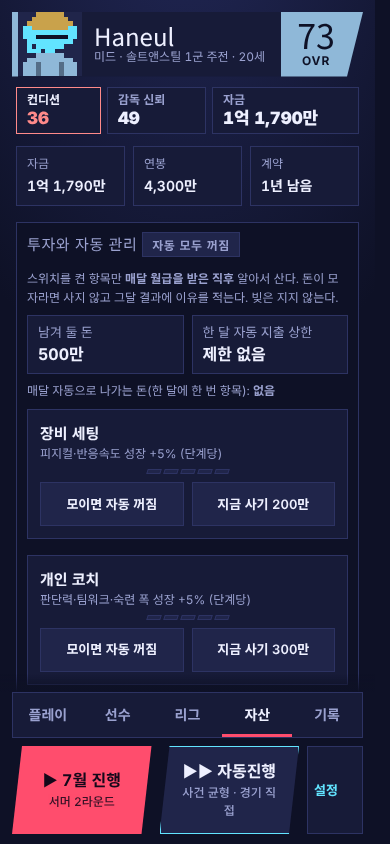 Haneul
미드 · 솔트앤스틸 1군 주전 · 20세
73
OVR
컨디션
36
감독 신뢰
49
자금
1억 1,790만
자금
1억 1,790만
연봉
4,300만
계약
1년 남음
투자와 자동 관리
자동 모두 꺼짐
스위치를 켠 항목만 매달 월급을 받은 직후 알아서 산다. 돈이 모
자라면 사지 않고 그달 결과에 이유를 적는다. 빚은 지지 않는다.
남겨 둘 돈
500만
한 달 자동 지출 상한
제한 없음
매달 자동으로 나가는 돈(한 달에 한 번 항목): 없음
장비 세팅
피지컬·반응속도 성장 +5% (단계당)
모이면 자동 꺼짐
지금 사기 200만
개인 코치
판단력·팀워크·숙련 폭 성장 +5% (단계당)
모이면 자동 꺼짐
지금 사기 300만
플레이
선수
리그
자산
기록
▶ 7월 진행
서머 2라운드
▶▶ 자동진행
사건 균형 · 경기 직
접
설정